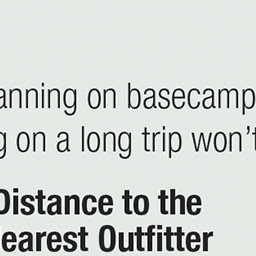 anning on basecamp
g on a long trip won't
Distance to the
earest Outfitter